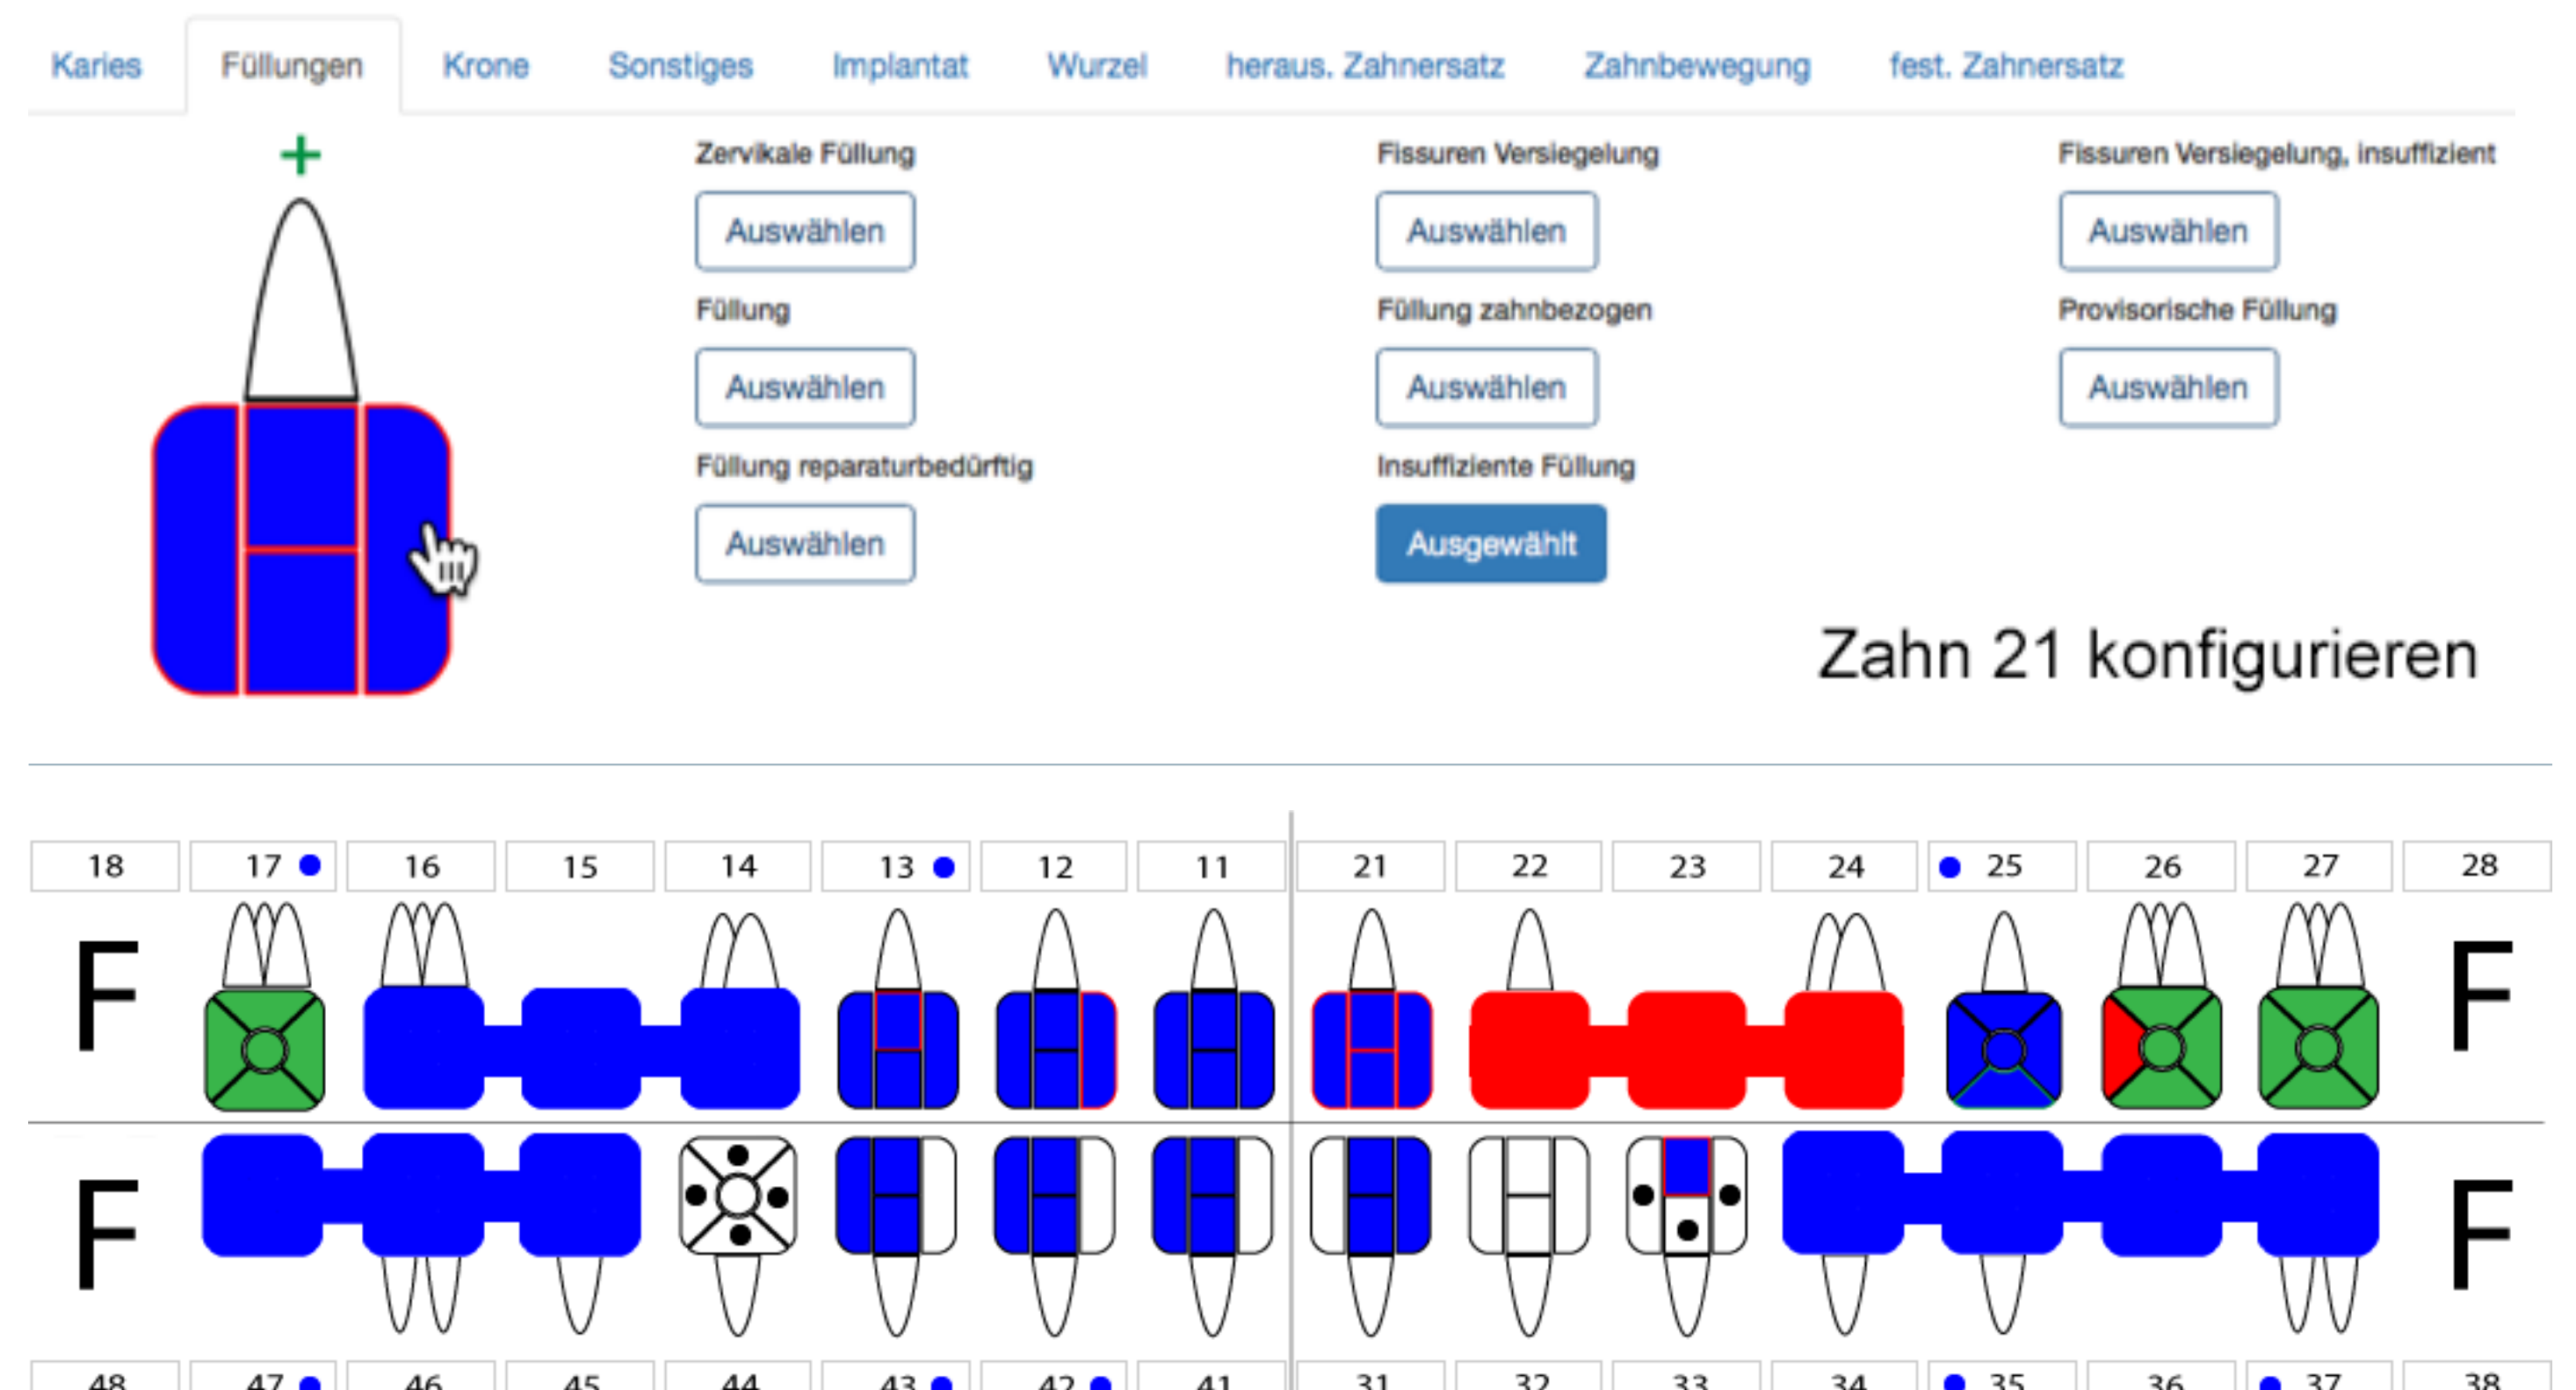 Karies Füllungen Krone Sonstiges Implantat Wurzel heraus. Zahnersatz Zahnbewegung fest. Zahnersatz
Zervikale Füllung Fissuren Versiegelung Fissuren Versiegelung, insuffizient
Auswählen Auswählen Auswählen
Füllung Füllung zahnbezogen Provisorische Füllung
Auswählen Auswählen Auswählen
Füllung reparaturbedürftig Insuffiziente Füllung
Auswählen Ausgewählt
Zahn 21 konfigurieren
18 17 16 15 14 13 12 11 21 22 23 24 25 26 27 28
F F
F F
48 47 46 45 44 43 42 41 31 32 33 34 35 36 37 38